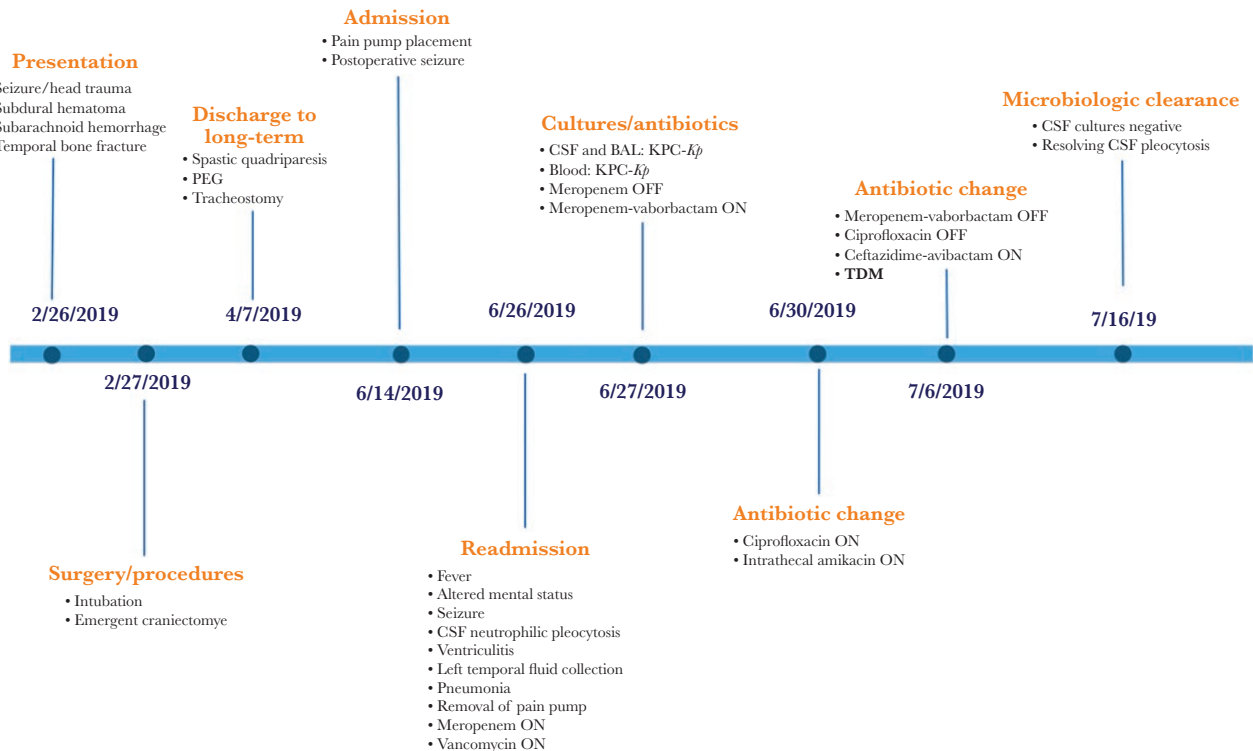 Presentation
Seizure/head trauma
Subdural hematoma
Subarachnoid hemorrhage
Temporal bone fracture
2/26/2019
2/27/2019
Surgery/procedures
• Intubation
• Emergent craniectomye
Discharge to
long-term
• Spastic quadriparesis
• PEG
• Tracheostomy
4/7/2019
Admission
• Pain pump placement
• Postoperative seizure
6/14/2019
6/26/2019
Readmission
• Fever
• Altered mental status
• Seizure
• CSF neutrophilic pleocytosis
• Ventriculitis
• Left temporal fluid collection
• Pneumonia
• Removal of pain pump
• Meropenem ON
• Vancomycin ON
Cultures/antibiotics
• CSF and BAL: KPC-Kp
• Blood: KPC-Kp
• Meropenem OFF
• Meropenem-vaborbactam ON
6/27/2019
6/30/2019
Antibiotic change
• Ciprofloxacin ON
• Intrathecal amikacin ON
Antibiotic change
• Meropenem-vaborbactam OFF
• Ciprofloxacin OFF
• Ceftazidime-avibactam ON
• TDM
7/6/2019
Microbiologic clearance
• CSF cultures negative
• Resolving CSF pleocytosis
7/16/19